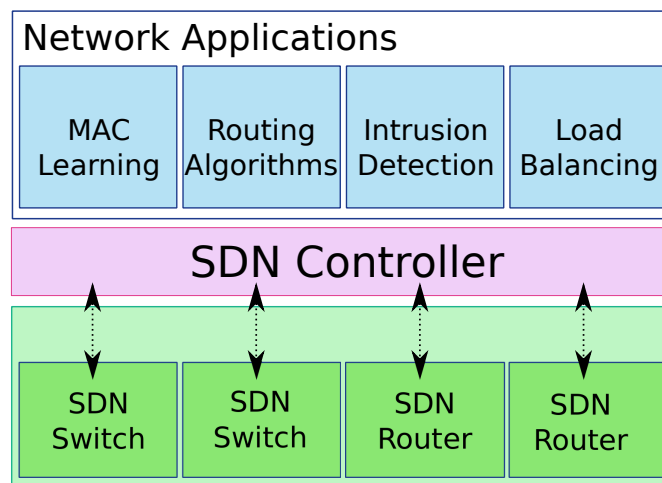 Network Applications
MAC
Learning
Routing
Algorithms
Intrusion
Detection
Load
Balancing
SDN Controller
SDN
Switch
SDN
Switch
SDN
Router
SDN
Router